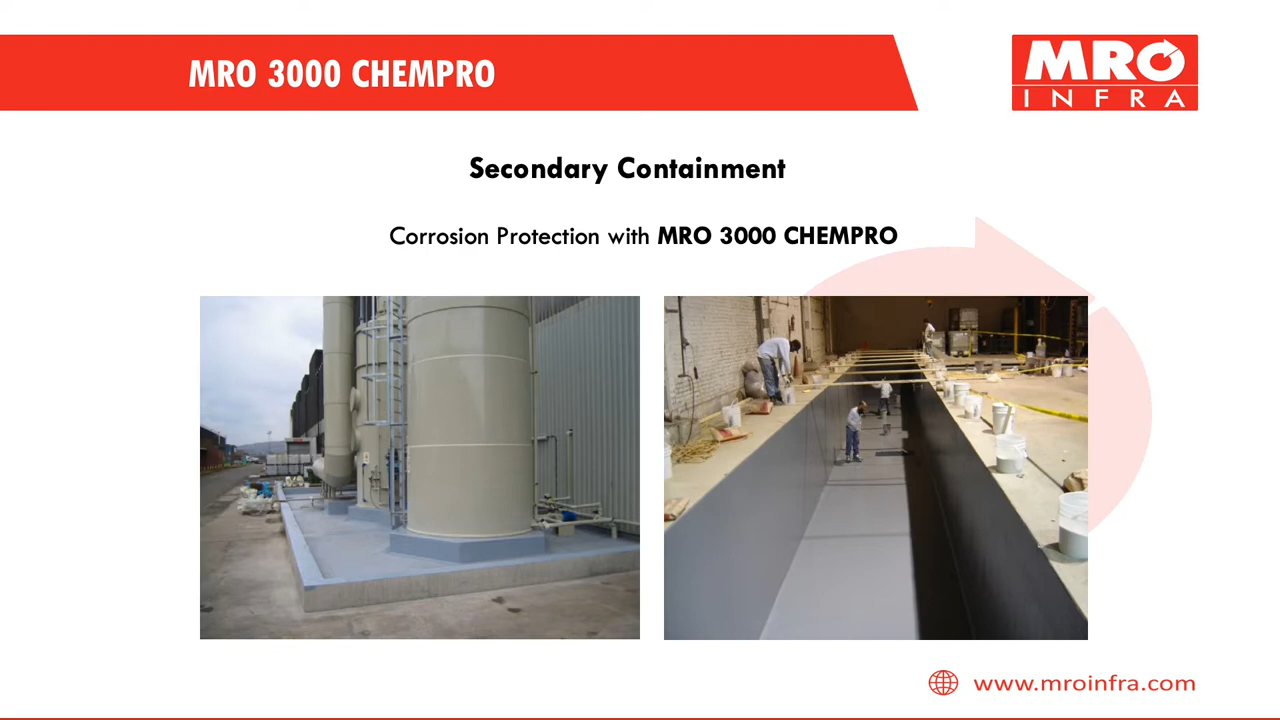 MRO 3000 CHEMPRO
MRO
INFRA
Secondary Containment
Corrosion Protection with MRO 3000 CHEMPRO
www.mroinfra.com